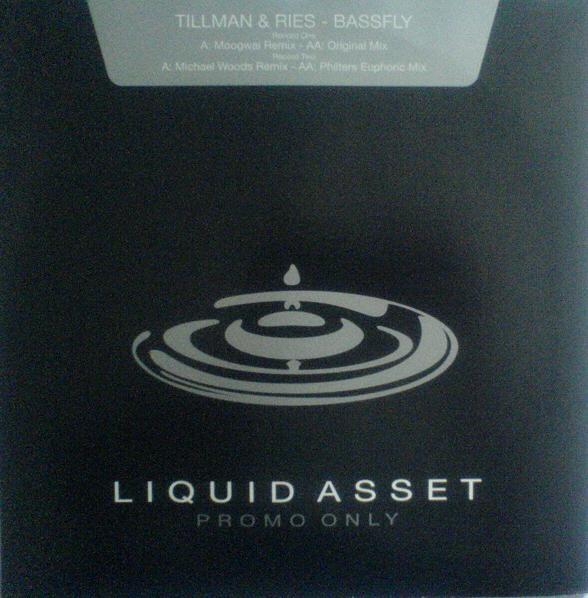 TILLMAN & RIES - BASSFLY
Record One
A: Moogwai Remix - AA: Original Mix
Record Two
A: Michael Woods Remix - AA: Philters Euphoric Mix
LIQUID ASSET
PROMO ONLY